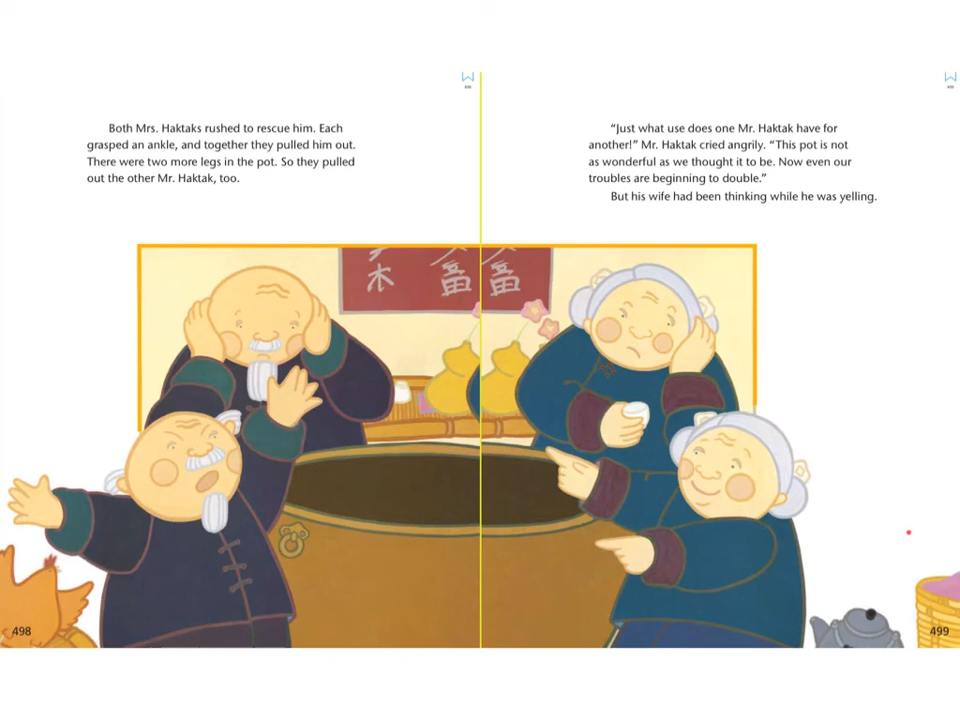 Both Mrs. Haktaks rushed to rescue him. Each
grasped an ankle, and together they pulled him out.
There were two more legs in the pot. So they pulled
out the other Mr. Haktak, too.
“Just what use does one Mr. Haktak have for
another!” Mr. Haktak cried angrily. “This pot is not
as wonderful as we thought it to be. Now even our
troubles are beginning to double.”
But his wife had been thinking while he was yelling.
498
499